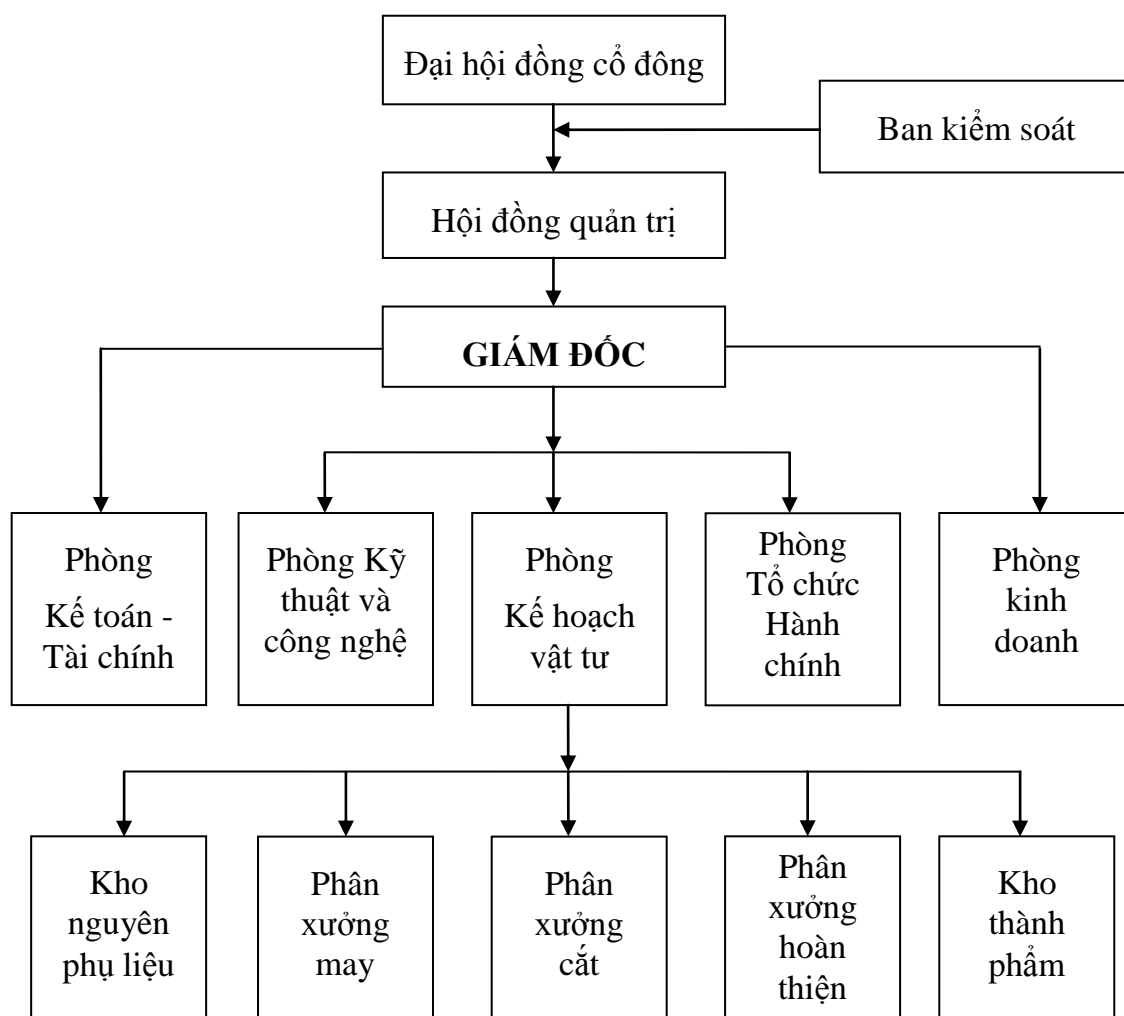 Đại hội đồng cổ đông
Ban kiểm soát
Hội đồng quản trị
GIÁM ĐỐC
Phòng
Kế toán -
Tài chính
Phòng Kỹ
thuật và
công nghệ
Phòng
Kế hoạch
vật tư
Phòng
Tổ chức
Hành
chính
Phòng
kinh
doanh
Kho
nguyên
phụ liệu
Phân
xưởng
may
Phân
xưởng
cắt
Phân
xưởng
hoàn
thiện
Kho
thành
phẩm